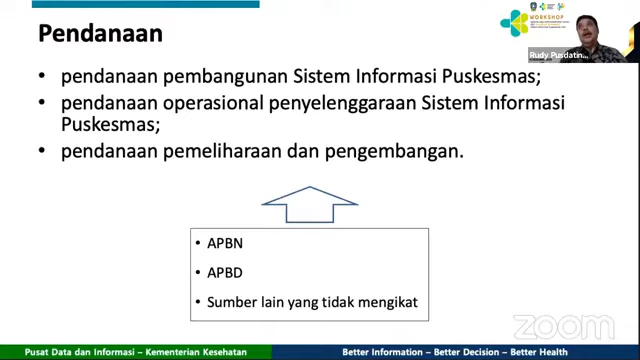 Pendanaan
WORKSHOP
Rudy Pusdatin...
• pendanaan pembangunan Sistem Informasi Puskesmas;
• pendanaan operasional penyelenggaraan Sistem Informasi
Puskesmas;
• pendanaan pemeliharaan dan pengembangan.
• APBN
• APBD
• Sumber lain yang tidak mengikat
zoom
Pusat Data dan Informasi – Kementerian Kesehatan
Better Information – Better Decision – Better Health